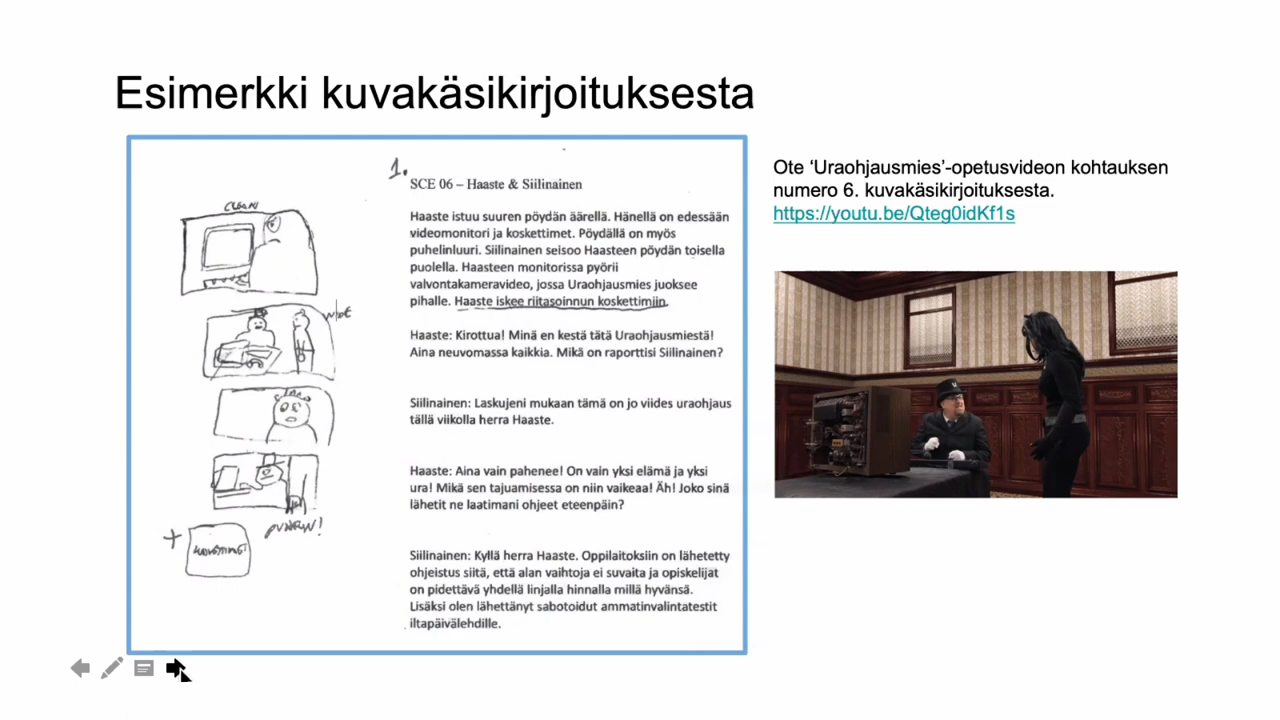 Esimerkki kuvakäsikirjoituksesta
1.
SCE 06 – Haaste & Siilinainen
Haaste istuu suuren pöydän äärellä. Hänellä on edessään
videomonitori ja koskettimet. Pöydällä on myös
puhelinluuri. Siilinainen seisoo Haasteen pöydän toisella
puolella. Haasteen monitorissa pyörii
valvontakameravideo, jossa Uraohjausmies juoksee
pihalle. Haaste iskee riitasoinnun koskettimiin.
Haaste: Kirottua! Minä en kestä tätä Uraohjausmiestä!
Aina neuvomassa kaikkia. Mikä on raporttisi Siilinainen?
Siilinainen: Laskujeni mukaan tämä on jo viides uraohjaus
tällä viikolla herra Haaste.
Haaste: Aina vain pahenee! On vain yksi elämä ja yksi
ura! Mikä sen tajuamisessa on niin vaikeaa! Äh! Joko sinä
lähetit ne laatimani ohjeet eteenpäin?
Siilinainen: Kyllä herra Haaste. Oppilaitoksiin on lähetetty
ohjeistus siitä, että alan vaihtoja ei suvaita ja opiskelijat
on pidettävä yhdellä linjalla hinnalla millä hyvänsä.
Lisäksi olen lähettänyt sabotoidut ammatinvalintatestit
iltapäivälehdille.
Ote ‘Uraohjausmies’-opetusvideon kohtauksen
numero 6. kuvakäsikirjoituksesta.
https://youtu.be/Qteg0idKf1s